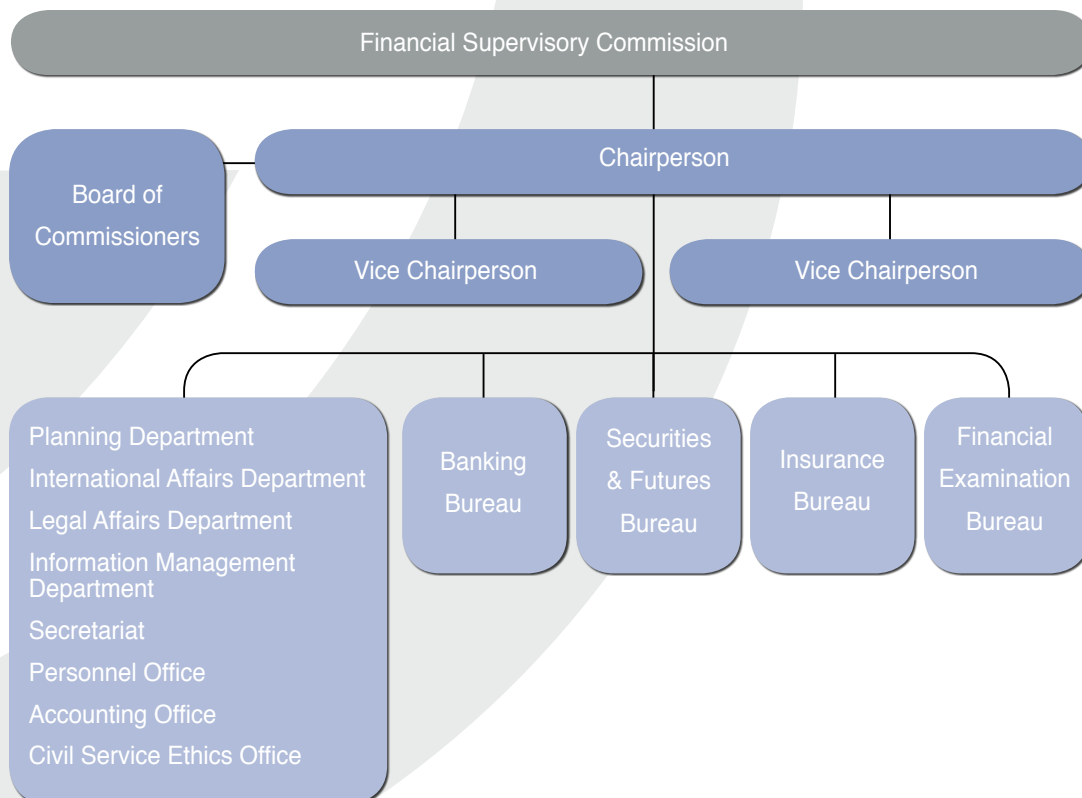 Financial Supervisory Commission
Chairperson
Board of
Commissioners
Vice Chairperson
Vice Chairperson
Planning Department
International Affairs Department
Legal Affairs Department
Information Management
Department
Secretariat
Personnel Office
Accounting Office
Civil Service Ethics Office
Banking
Bureau
Securities
& Futures
Bureau
Insurance
Bureau
Financial
Examination
Bureau